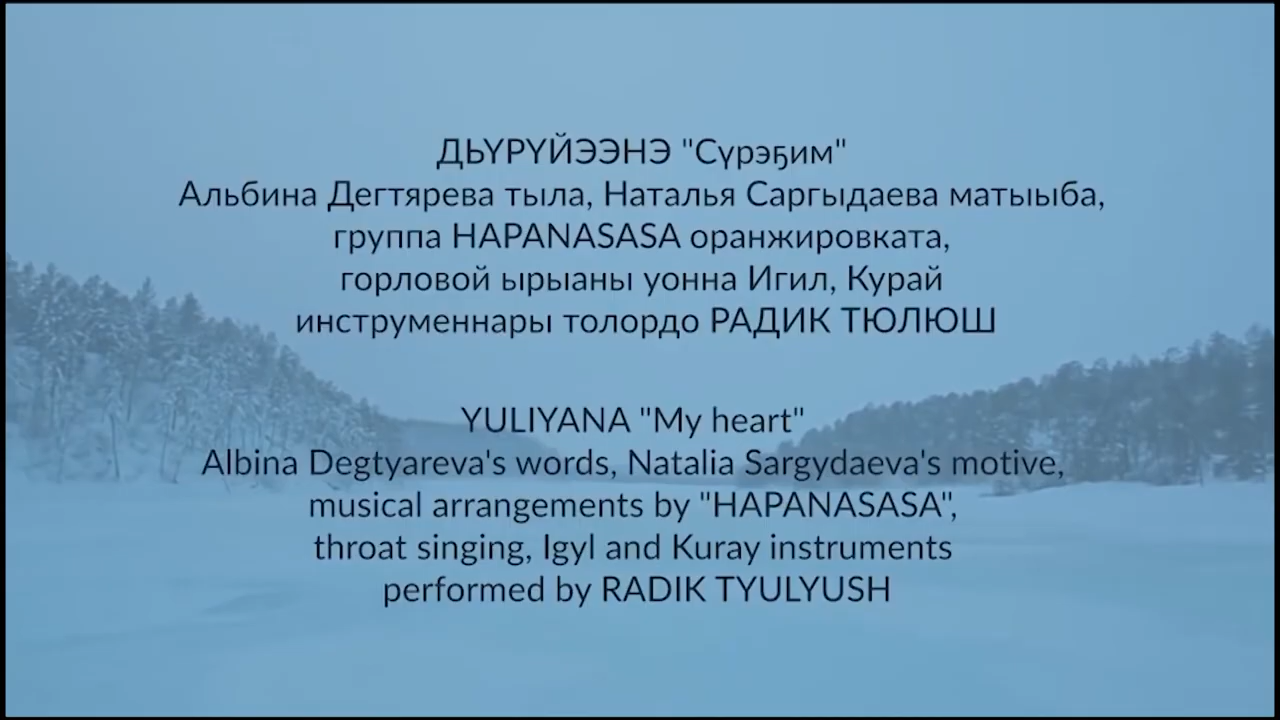 ДЬҮРҮЙЭЭНЭ "Сүрэҕим"
Альбина Дегтярева тыла, Наталья Саргыдаева матыыба,
группа HAPANASASA оранжировката,
горловой ырыаны уонна Игил, Курай
инструменнары толордо РАДИК ТЮЛЮШ
YULIYANA "My heart"
Albina Degtyareva's words, Natalia Sargydaeva's motive,
musical arrangements by "HAPANASASA",
throat singing, Igyl and Kuray instruments
performed by RADIK TYULYUSH